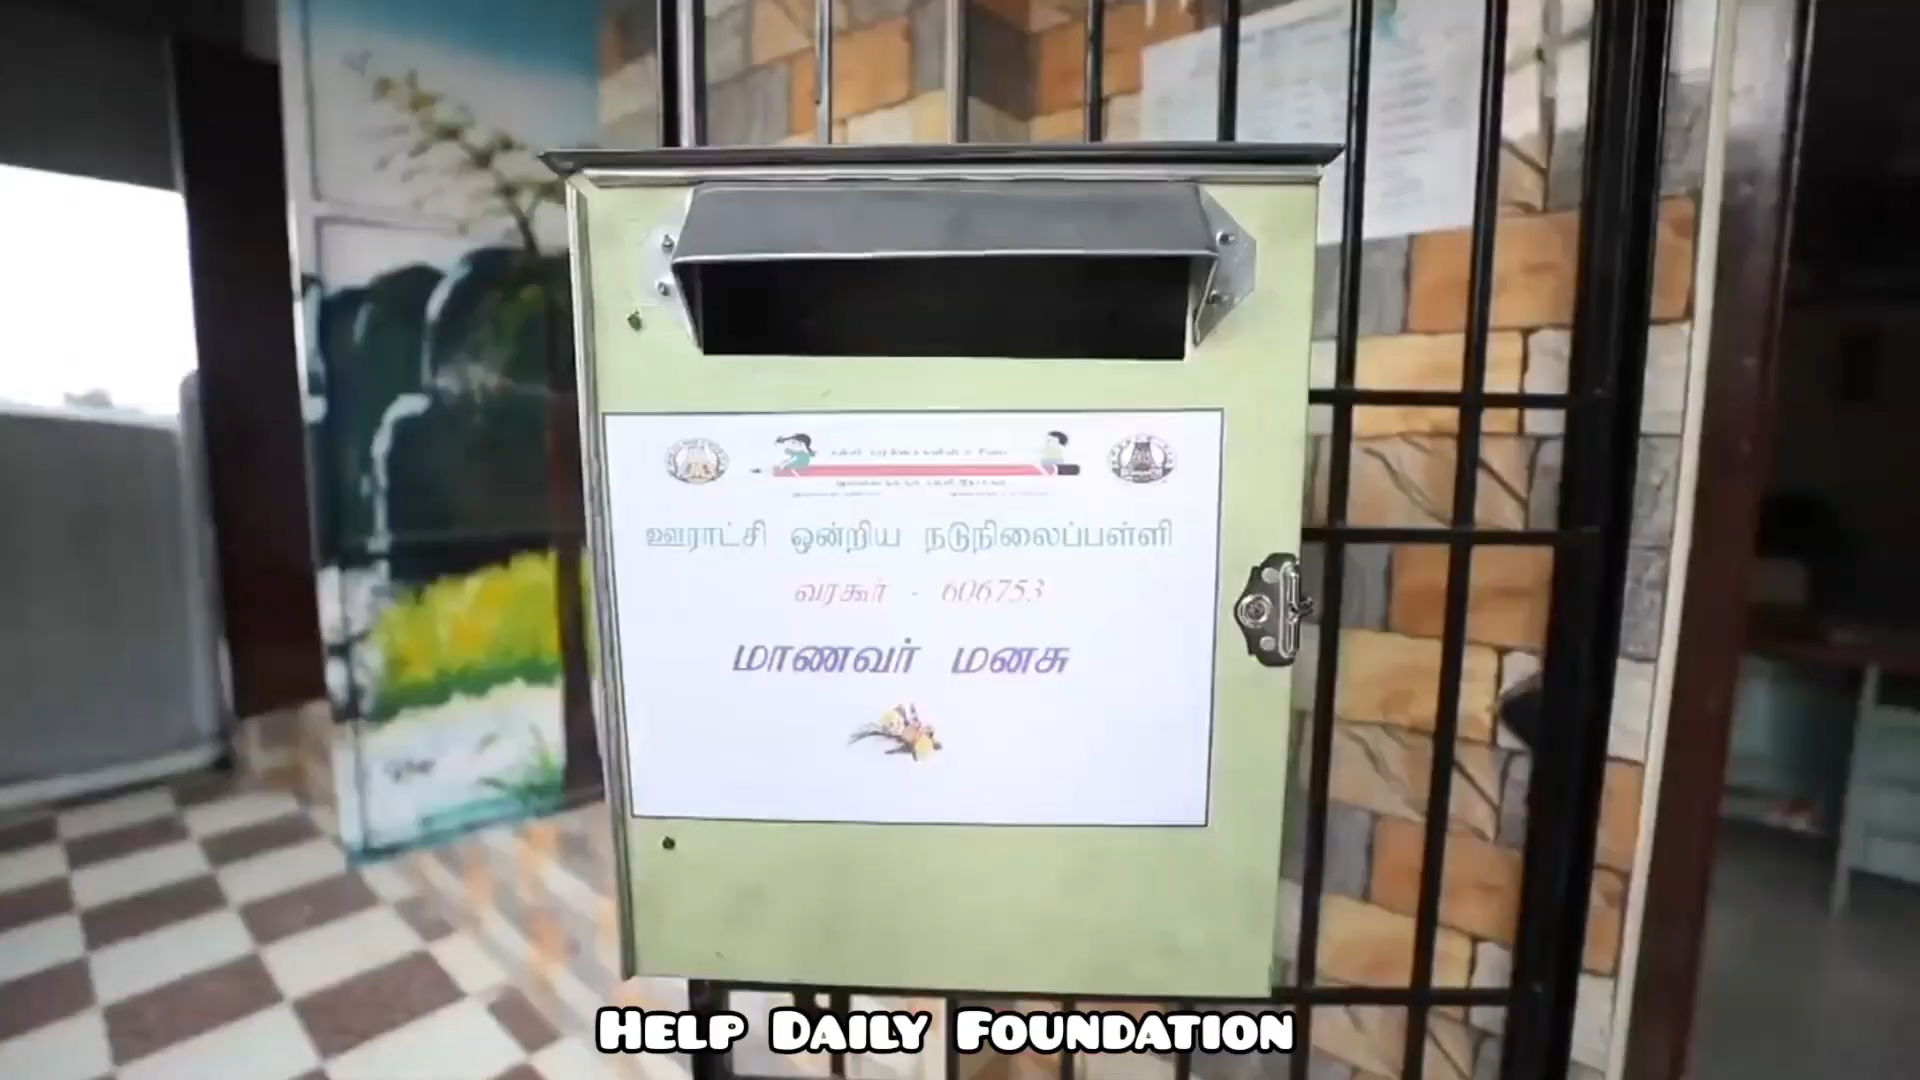 ஊராட்சி ஒன்றிய நடுநிலைப்பள்ளி
வரகூர் - 606753
மாணவர் மனசு
HELP DAILY FOUNDATION